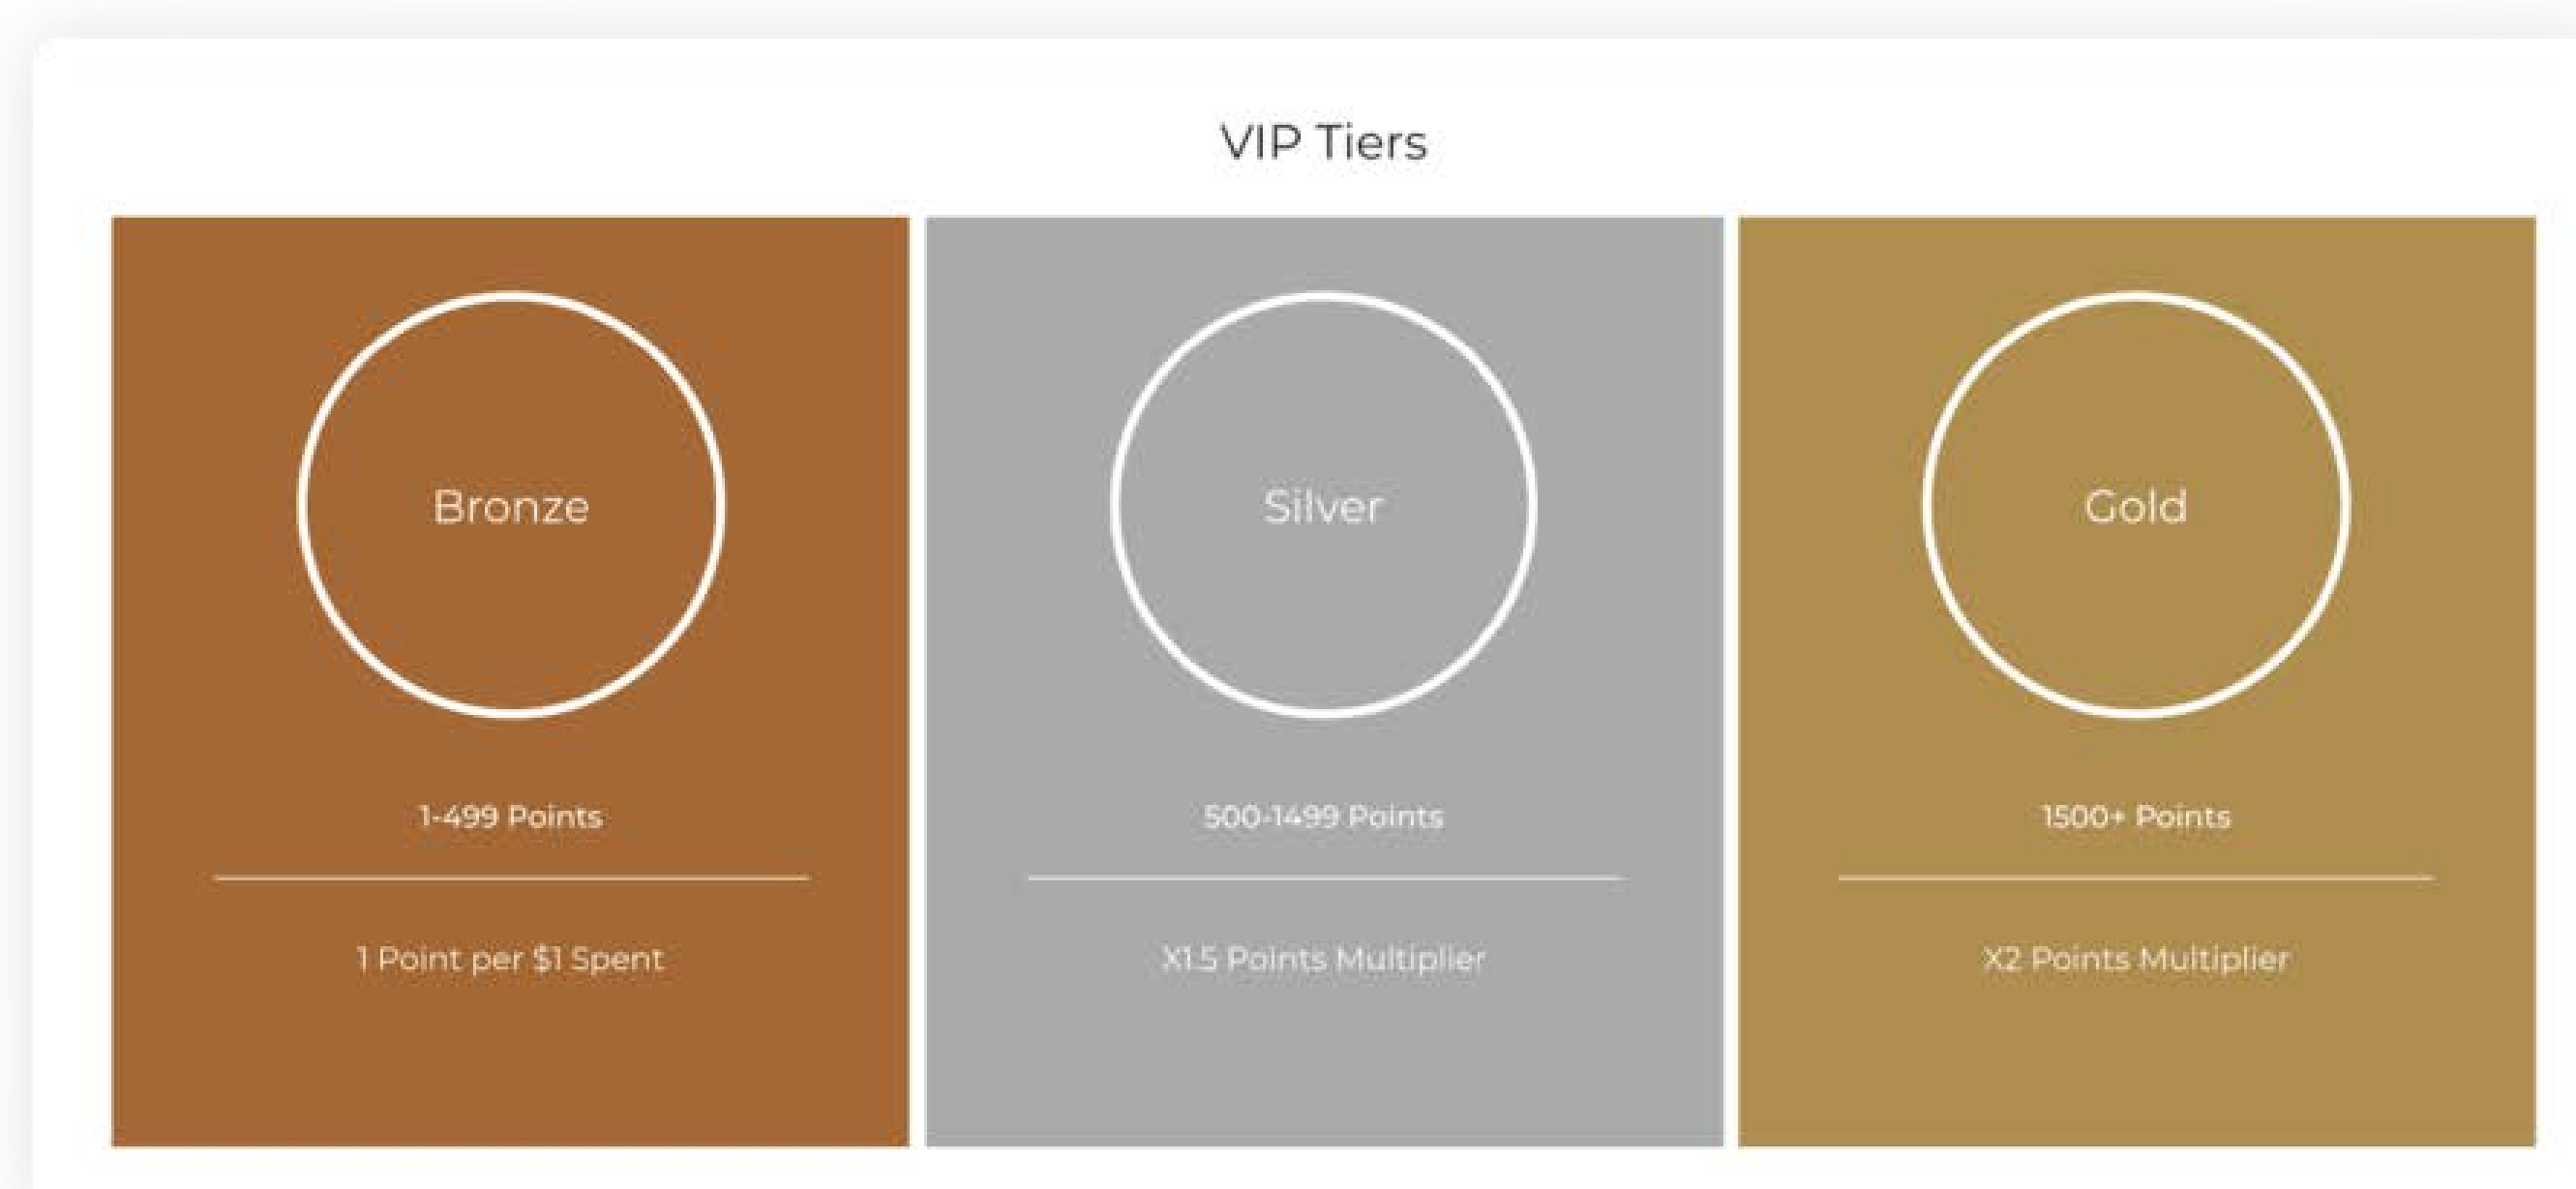 VIP Tiers
Bronze
1-499 Points
1 Point per $1 Spent
Silver
500-1499 Points
X1.5 Points Multiplier
Gold
1500+ Points
X2 Points Multiplier